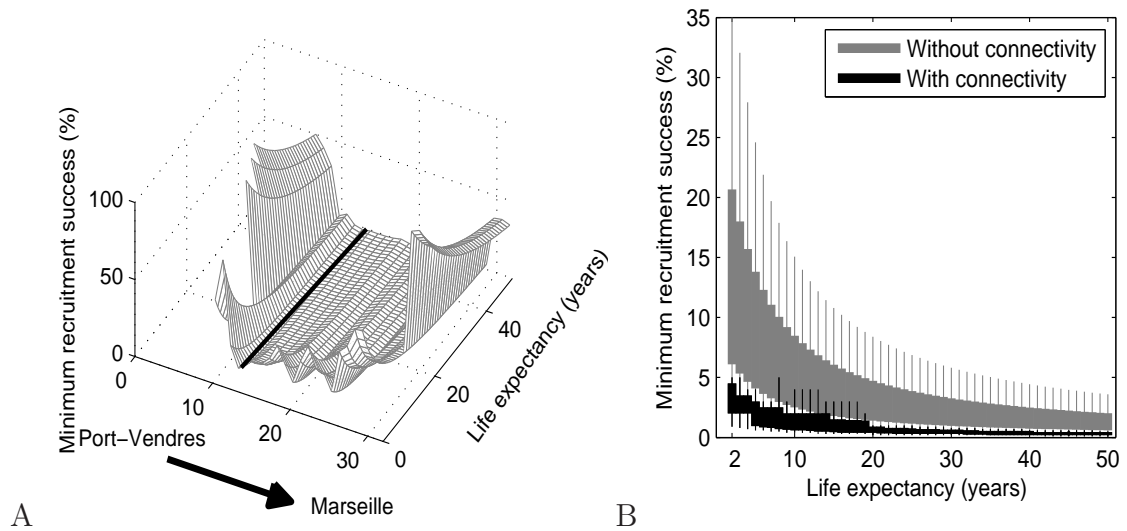 Minimum recruitment success (%)
100
50
0
0
10
20
30
0
20
40
Life expectancy (years)
Port−Vendres
Marseille
A
Minimum recruitment success (%)
35
30
25
20
15
10
5
0
2
10
20
30
40
50
Life expectancy (years)
Without connectivity
With connectivity
B